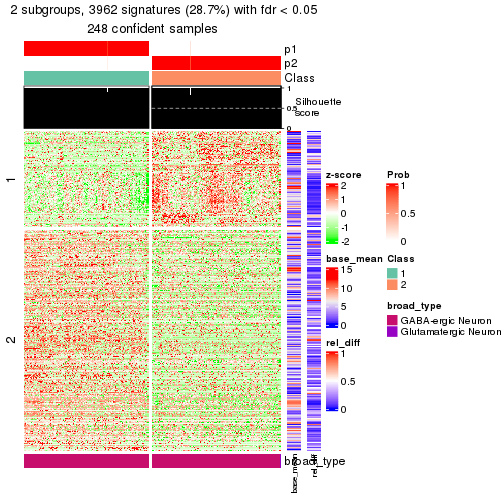 2 subgroups, 3962 signatures (28.7%) with fdr < 0.05
248 confident samples
p1
p2
Class
1
0.5
0
Silhouette
score
1
2
z-score
2
1
0
-1
-2
Prob
1
0.5
0
base_mean
15
10
5
0
Class
1
2
broad_type
GABA-ergic Neuron
Glutamatergic Neuron
rel_diff
1
0.5
0
broad_type
base_mean
rel_diff